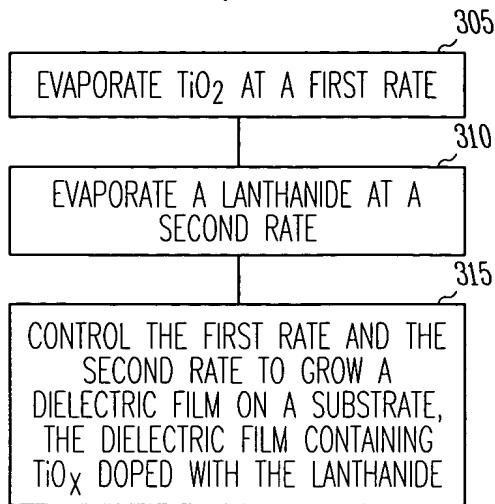 305
EVAPORATE TiO₂ AT A FIRST RATE
310
EVAPORATE A LANTHANIDE AT A
SECOND RATE
315
CONTROL THE FIRST RATE AND THE
SECOND RATE TO GROW A
DIELECTRIC FILM ON A SUBSTRATE,
THE DIELECTRIC FILM CONTAINING
TiOₓ DOPED WITH THE LANTHANIDE